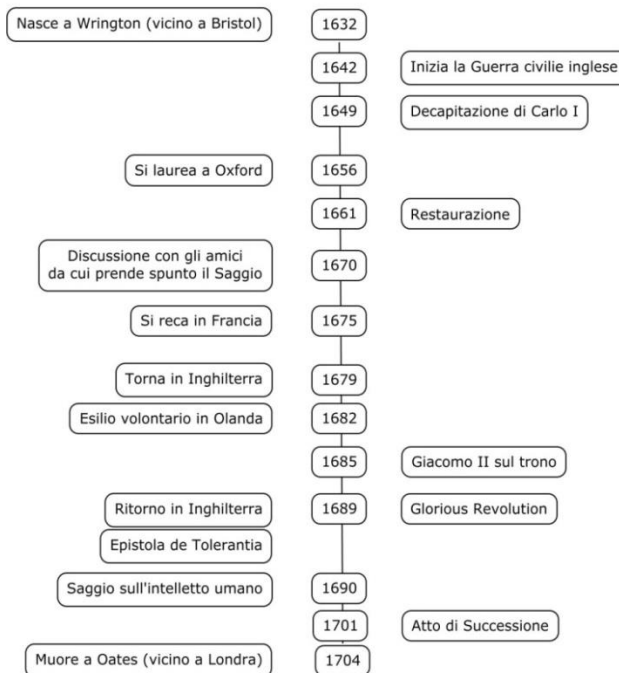 Nasce a Wrington (vicino a Bristol) 1632
1642 Inizia la Guerra civilie inglese
1649 Decapitazione di Carlo I
Si laurea a Oxford 1656
1661 Restaurazione
Discussione con gli amici
da cui prende spunto il Saggio 1670
Si reca in Francia 1675
Torna in Inghilterra 1679
Esilio volontario in Olanda 1682
1685 Giacomo II sul trono
Ritorno in Inghilterra 1689 Glorious Revolution
Epistola de Tolerantia
Saggio sull'intelletto umano 1690
1701 Atto di Successione
Muore a Oates (vicino a Londra) 1704